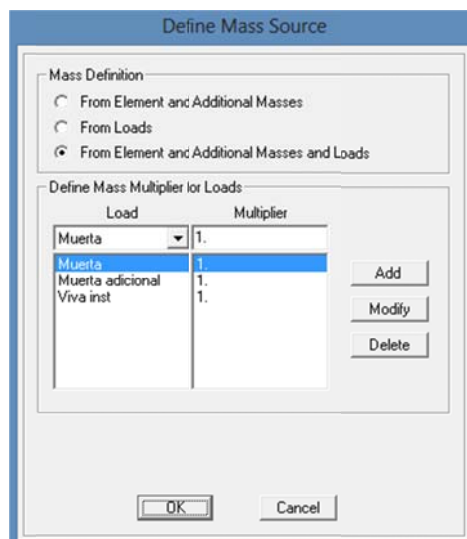 Define Mass Source
Mass Definition
From Element and Additional Masses
From Loads
From Element and Additional Masses and Loads
Define Mass Multiplier for Loads
Load Multiplier
Muerta 1.
Muerta 1.
Muerta adicional 1.
Viva inst 1.
Add
Modify
Delete
OK Cancel